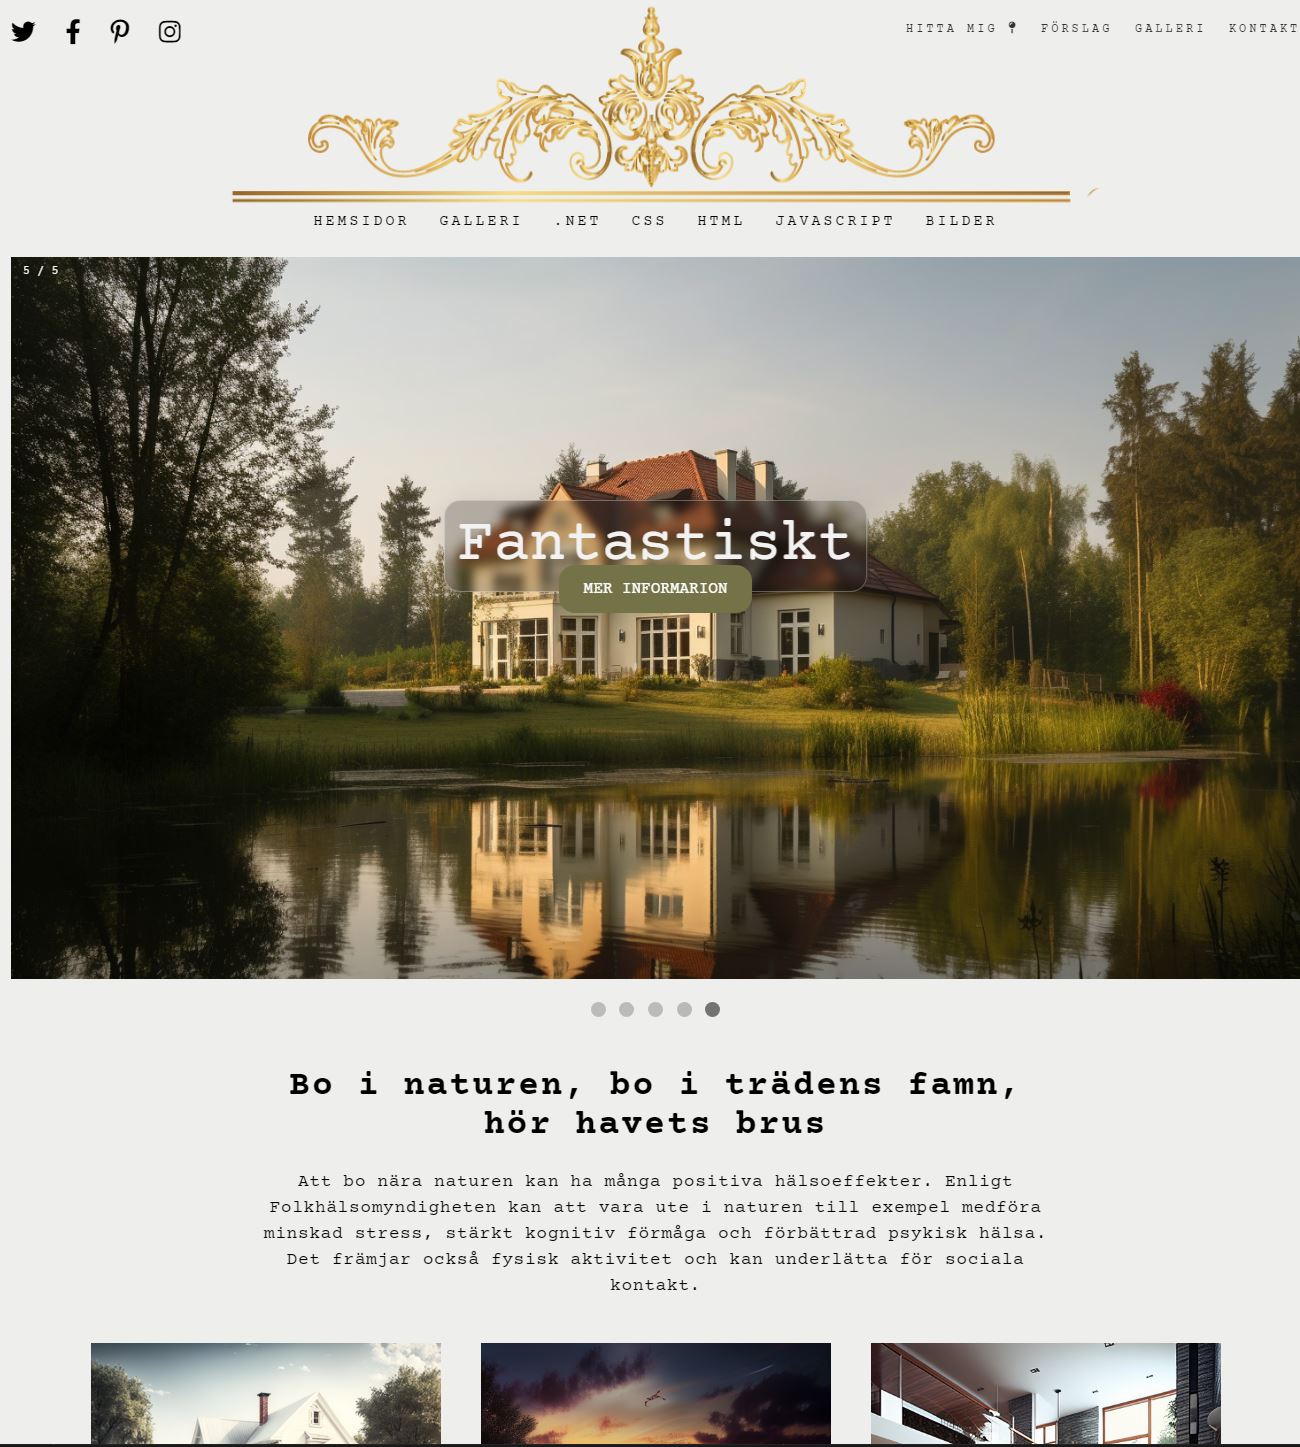 HITTA MIG FÖRSLAG GALLERI KONTAKT
HEMSIDOR GALLERI .NET CSS HTML JAVASCRIPT BILDER
5 / 5
Fantastiskt
MER INFORMARION
Bo i naturen, bo i trädens famn,
hör havets brus
Att bo nära naturen kan ha många positiva hälsoeffekter. Enligt
Folkhälsomyndigheten kan att vara ute i naturen till exempel medföra
minskad stress, stärkt kognitiv förmåga och förbättrad psykisk hälsa.
Det främjar också fysisk aktivitet och kan underlätta för sociala
kontakt.